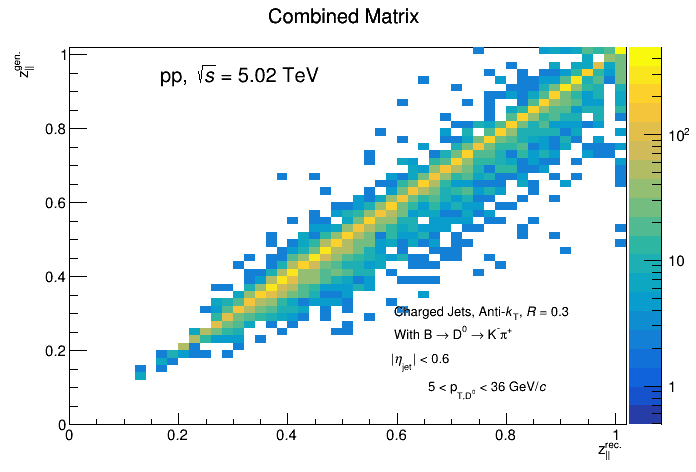 Combined Matrix
z||gen.
pp, √s = 5.02 TeV
1
0.8
0.6
0.4
0.2
0
10²
10
1
Charged Jets, Anti-kT, R = 0.3
With B → D⁰ → K⁻π⁺
|ηjet| < 0.6
5 < pT,D⁰ < 36 GeV/c
0 0.2 0.4 0.6 0.8 1
z||rec.